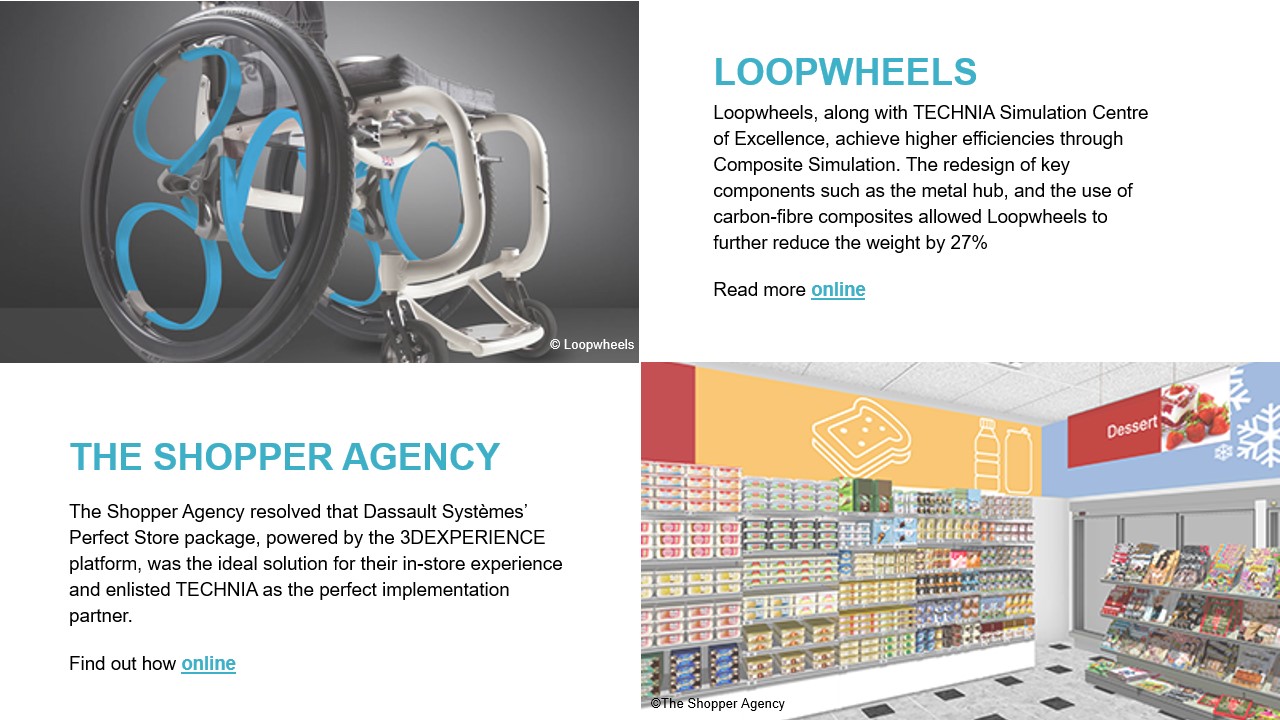 LOOPWHEELS
Loopwheels, along with TECHNIA Simulation Centre
of Excellence, achieve higher efficiencies through
Composite Simulation. The redesign of key
components such as the metal hub, and the use of
carbon-fibre composites allowed Loopwheels to
further reduce the weight by 27%
Read more online
© Loopwheels
THE SHOPPER AGENCY
The Shopper Agency resolved that Dassault Systèmes’
Perfect Store package, powered by the 3DEXPERIENCE
platform, was the ideal solution for their in-store experience
and enlisted TECHNIA as the perfect implementation
partner.
Find out how online
Dessert
©The Shopper Agency